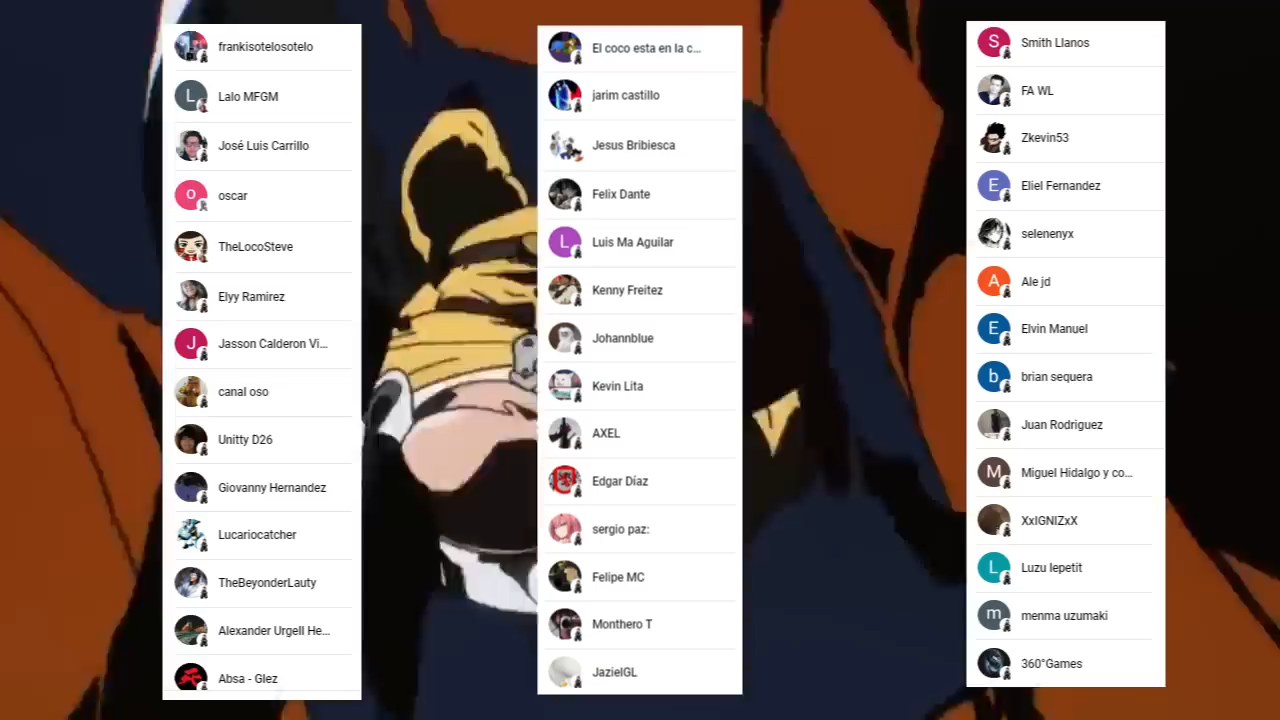 frankisotelosotelo
L
Lalo MFGM
José Luis Carrillo
o
oscar
TheLocoSteve
Elyy Ramirez
J
Jasson Calderon Vi...
canal oso
Unitty D26
Giovanny Hernandez
Lucariocatcher
TheBeyonderLauty
Alexander Urgell He...
Absa - Glez
El coco esta en la c...
jarim castillo
Jesus Bribiesca
Felix Dante
L
Luis Ma Aguilar
Kenny Freitez
Johannblue
Kevin Lita
AXEL
Edgar Díaz
sergio paz:
Felipe MC
Monthero T
JazielGL
S
Smith Llanos
FA WL
Zkevin53
E
Eliel Fernandez
selenenyx
A
Ale jd
E
Elvin Manuel
b
brian sequera
Juan Rodriguez
M
Miguel Hidalgo y co...
XxIGNIZxX
L
Luzu lepetit
m
menma uzumaki
360°Games